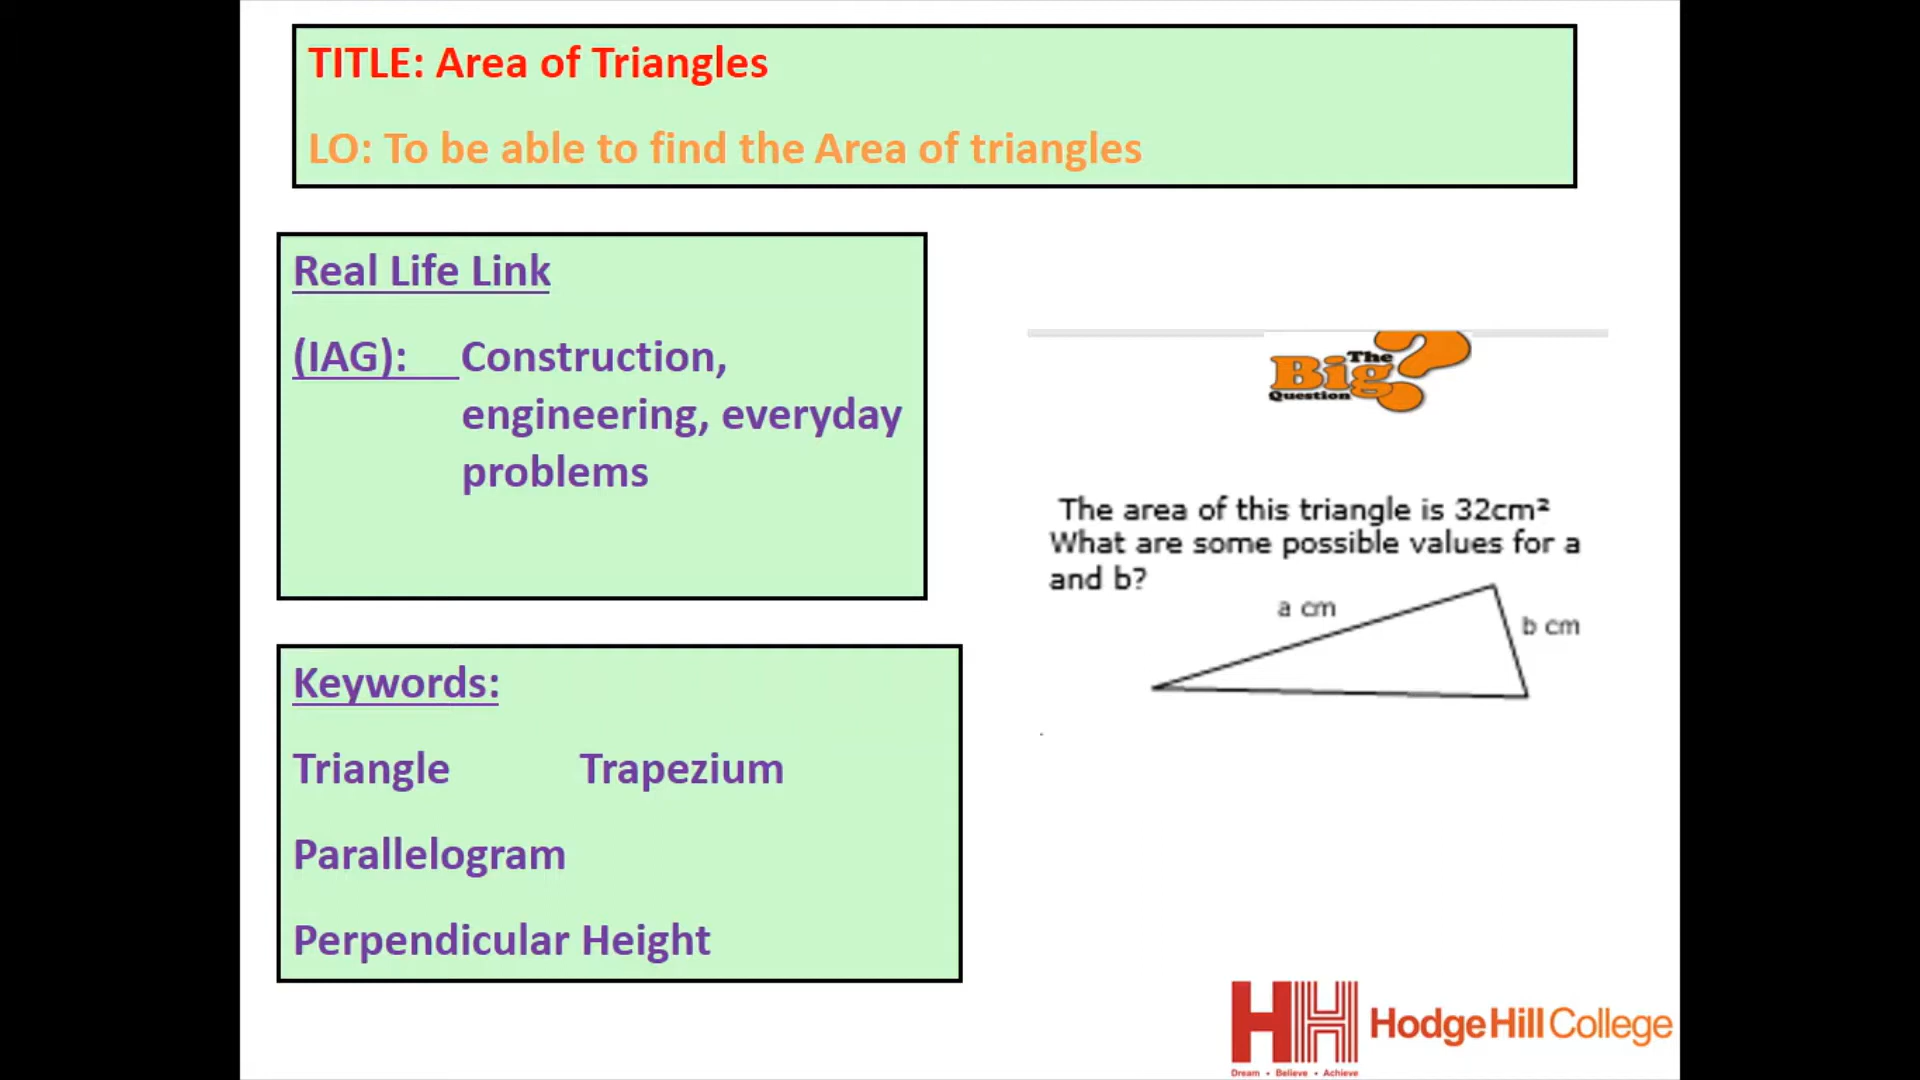 TITLE: Area of Triangles
LO: To be able to find the Area of triangles
Real Life Link
(IAG): Construction,
engineering, everyday
problems
Keywords:
Triangle Trapezium
Parallelogram
Perpendicular Height
The
Big
Question
?
The area of this triangle is 32cm²
What are some possible values for a
and b?
a cm
b cm
HH
Hodge Hill College
Dream • Believe • Achieve